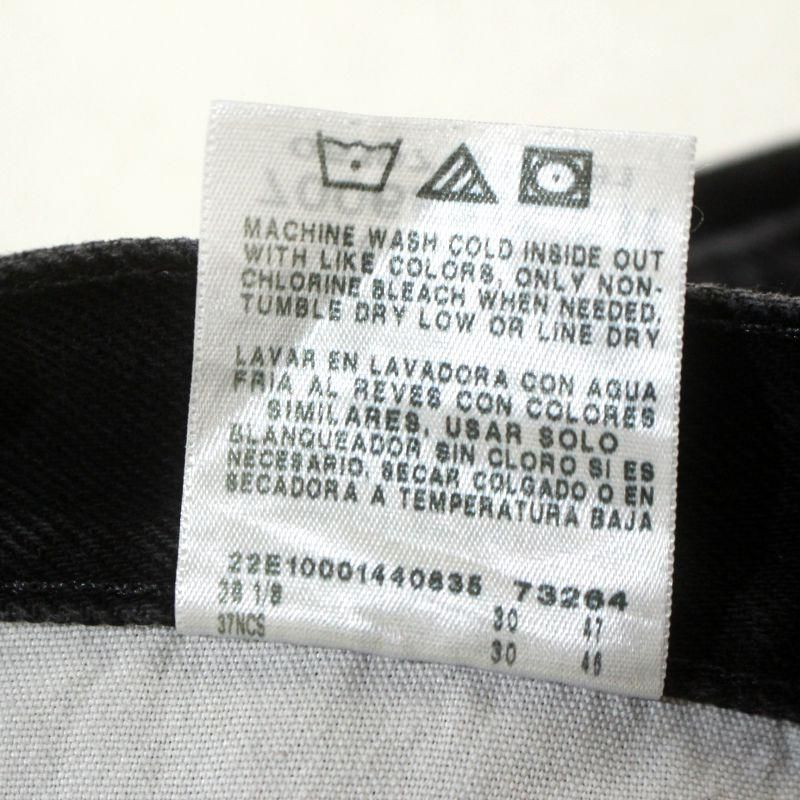 MACHINE WASH COLD INSIDE OUT
WITH LIKE COLORS, ONLY NON-
CHLORINE BLEACH WHEN NEEDED.
TUMBLE DRY LOW OR LINE DRY
LAVAR EN LAVADORA CON AGUA
FRIA AL REVES CON COLORES
SIMILARES, USAR SOLO
BLANQUEADOR SIN CLORO SI ES
NECESARIO. SECAR COLGADO O EN
SECADORA A TEMPERATURA BAJA
22E10001440635 73264
1/8 30 47
37NCS 30 46